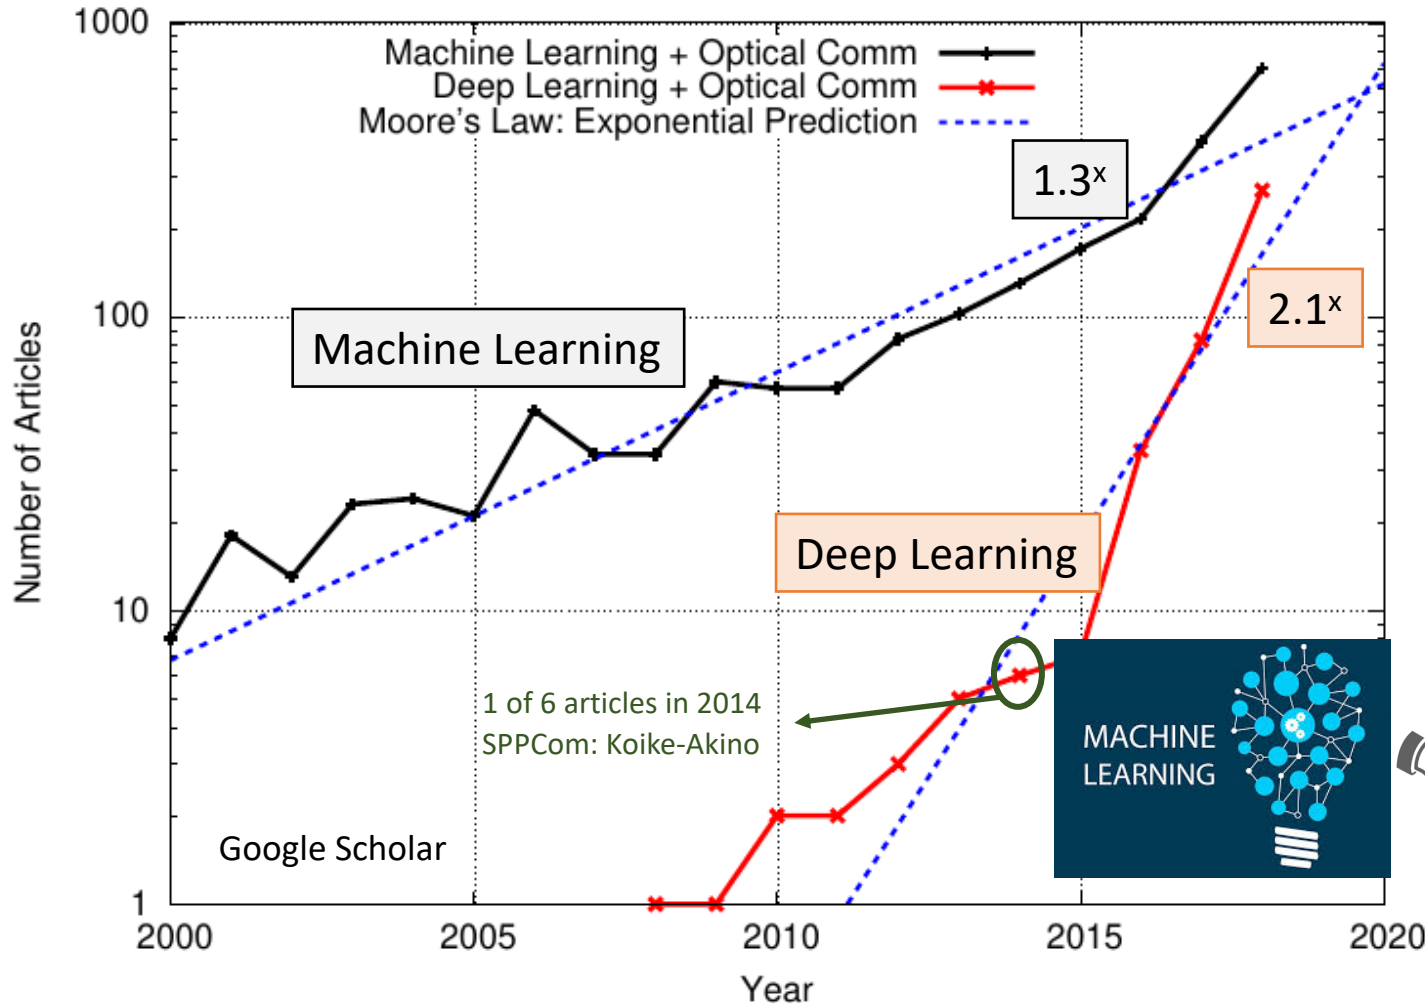 1000
Machine Learning + Optical Comm
Deep Learning + Optical Comm
Moore's Law: Exponential Prediction
1.3ˣ
2.1ˣ
100
Machine Learning
Number of Articles
Deep Learning
10
1 of 6 articles in 2014
SPPCom: Koike-Akino
MACHINE
LEARNING
Google Scholar
1
2000 2005 2010 2015 2020
Year